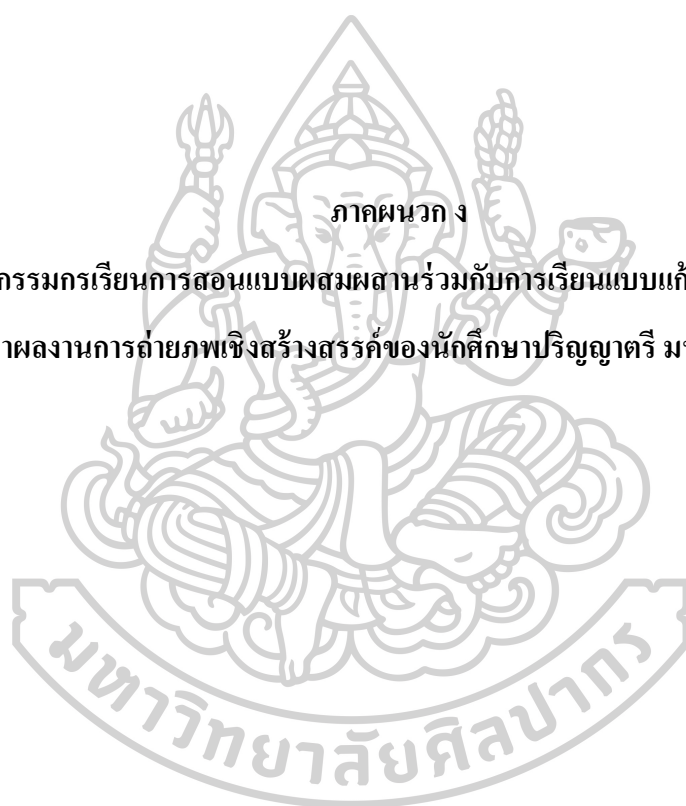 ภาคผนวก ง
กรรมกรเรียนการสอนแบบผสมผสานร่วมกับการเรียนแบบแก้
าผลงานการถ่ายภพเชิงสร้างสรรค์ของนักศึกษาปริญญาตรี มห
มหาวิทยาลัยศิลปากร